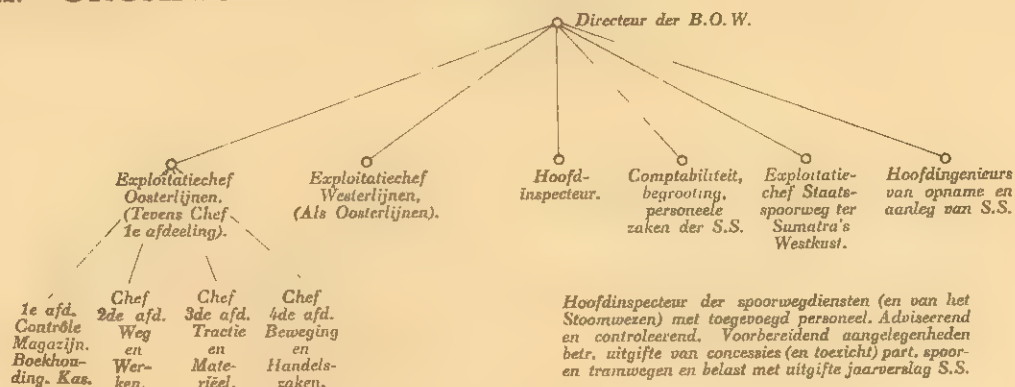 Directeur der B.O.W.
Exploitatiechef
Oosterlijnen.
(Tevens Chef
1e afdeeling).
Exploitatiechef
Westerlijnen,
(Als Oosterlijnen).
Hoofd-
inspecteur.
Comptabiliteit,
begrooting,
personeele
zaken der S.S.
Exploitatie-
chef Staats-
spoorweg ter
Sumatra's
Westkust.
Hoofdingenieurs
van opname en
aanleg van S.S.
1e afd.
Contrôle
Magazijn.
Boekhou-
ding. Kas.
Chef
2de afd.
Weg
en
Wer-
ken.
Chef
3de afd.
Tractie
en
Mate-
riëel.
Chef
4de afd.
Beweging
en
Handels-
zaken.
Hoofdinspecteur der spoorwegdiensten (en van het
Stoomwezen) met toegevoegd personeel. Adviseerend
en controleerend. Voorbereidend aangelegenheden
betr. uitgifte van concessies (en toezicht) part. spoor-
en tramwegen en belast met uitgifte jaarverslag S.S.